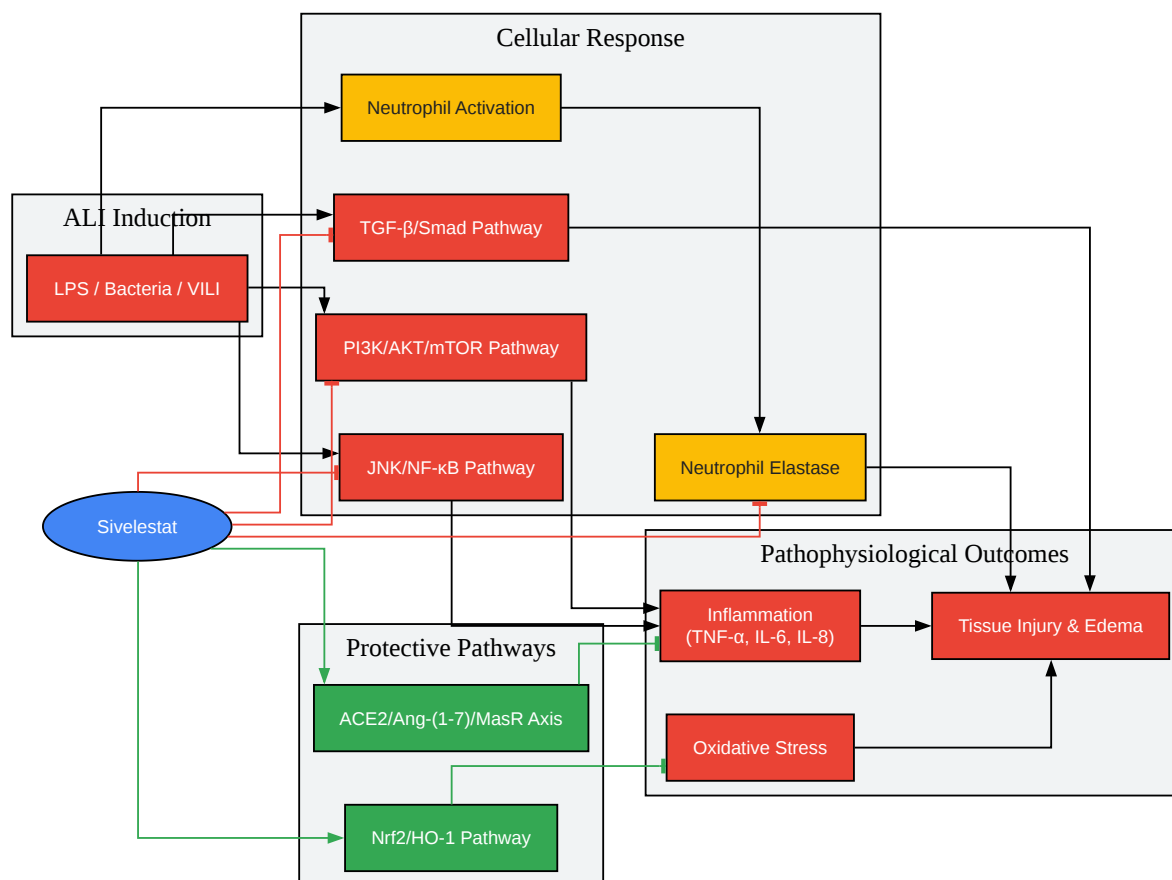 Cellular Response
Neutrophil Activation
ALI Induction
TGF-β/Smad Pathway
LPS / Bacteria / VILI
PI3K/AKT/mTOR Pathway
JNK/NF-κB Pathway
Neutrophil Elastase
Sivelestat
Pathophysiological Outcomes
Inflammation
(TNF-α, IL-6, IL-8)
Tissue Injury & Edema
Protective Pathways
ACE2/Ang-(1-7)/MasR Axis
Oxidative Stress
Nrf2/HO-1 Pathway